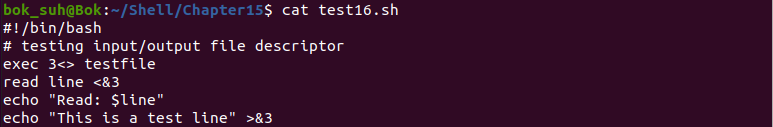 bok_suh@Bok:~/Shell/Chapter15$ cat test16.sh
#!/bin/bash
# testing input/output file descriptor
exec 3<> testfile
read line <&3
echo "Read: $line"
echo "This is a test line" >&3